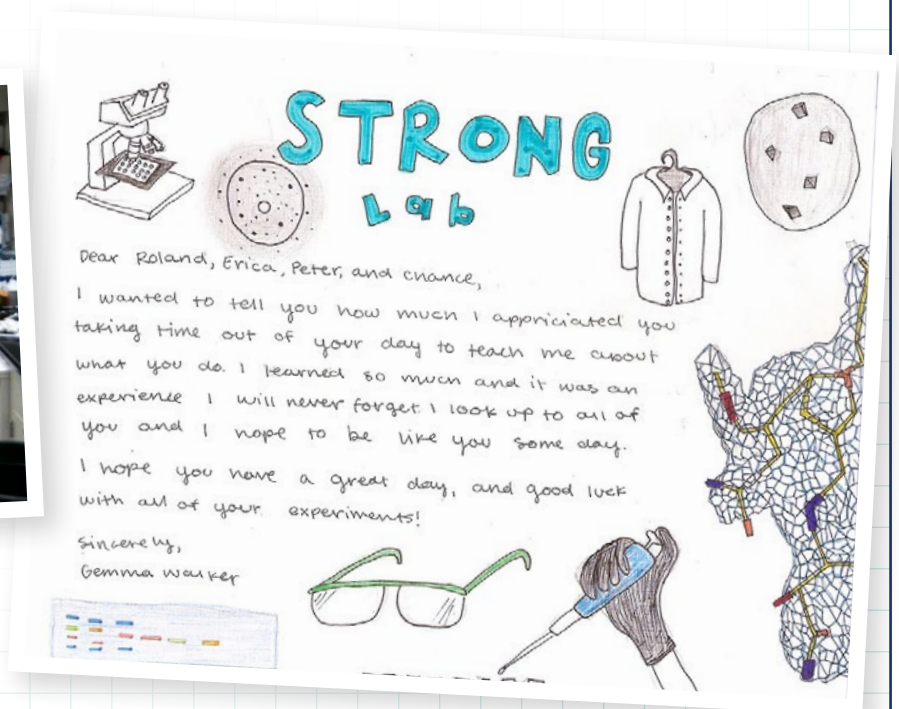 STRONG
Lab
Dear Roland, Erica, Peter, and Chance,
I wanted to tell you how much I appriciated you
taking time out of your day to teach me about
what you do. I learned so much and it was an
experience I will never forget. I look up to all of
you and I hope to be like you some day.
I hope you have a great day, and good luck
with all of your experiments!
Sincerely,
Gemma Walker